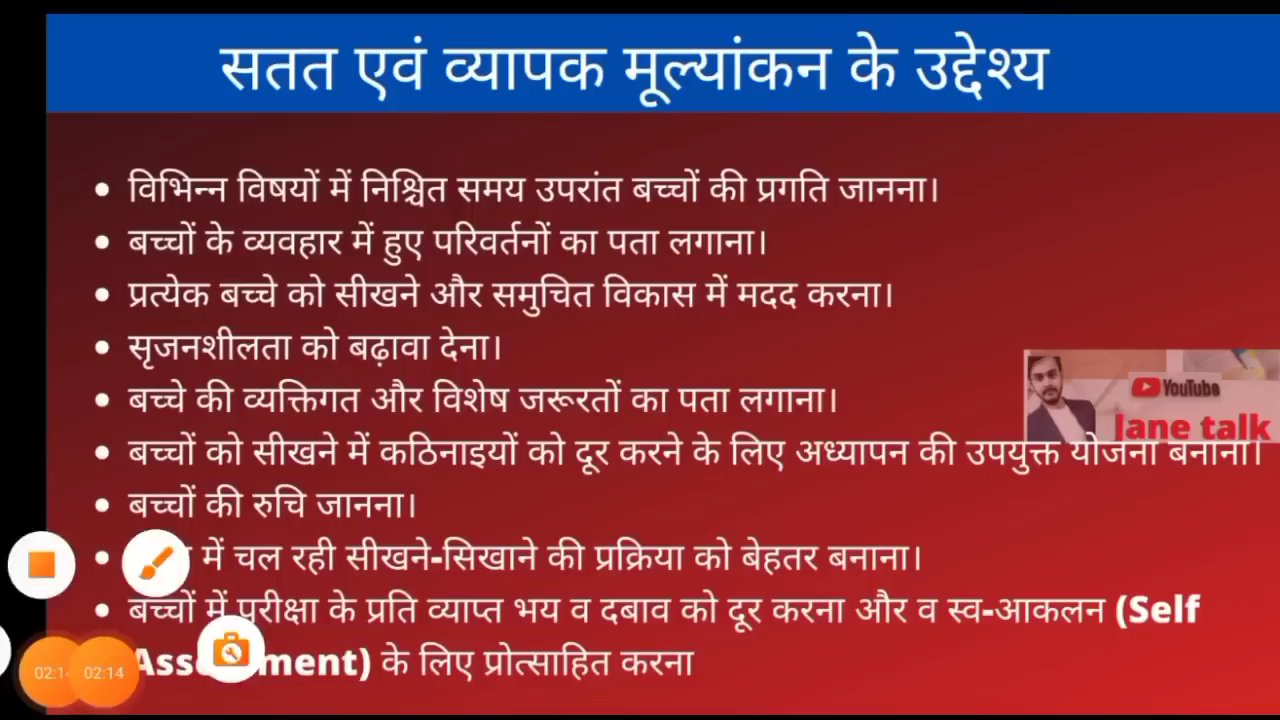 सतत एवं व्यापक मूल्यांकन के उद्देश्य
• विभिन्न विषयों में निश्चित समय उपरांत बच्चों की प्रगति जानना।
• बच्चों के व्यवहार में हुए परिवर्तनों का पता लगाना।
• प्रत्येक बच्चे को सीखने और समुचित विकास में मदद करना।
• सृजनशीलता को बढ़ावा देना।
• बच्चे की व्यक्तिगत और विशेष जरूरतों का पता लगाना।
YouTube
lane talk
• बच्चों को सीखने में कठिनाइयों को दूर करने के लिए अध्यापन की उपयुक्त योजना बनाना।
• बच्चों की रुचि जानना।
• में चल रही सीखने-सिखाने की प्रक्रिया को बेहतर बनाना।
• बच्चों में परीक्षा के प्रति व्याप्त भय व दबाव को दूर करना और व स्व-आकलन (Self
के लिए प्रोत्साहित करना
02:14